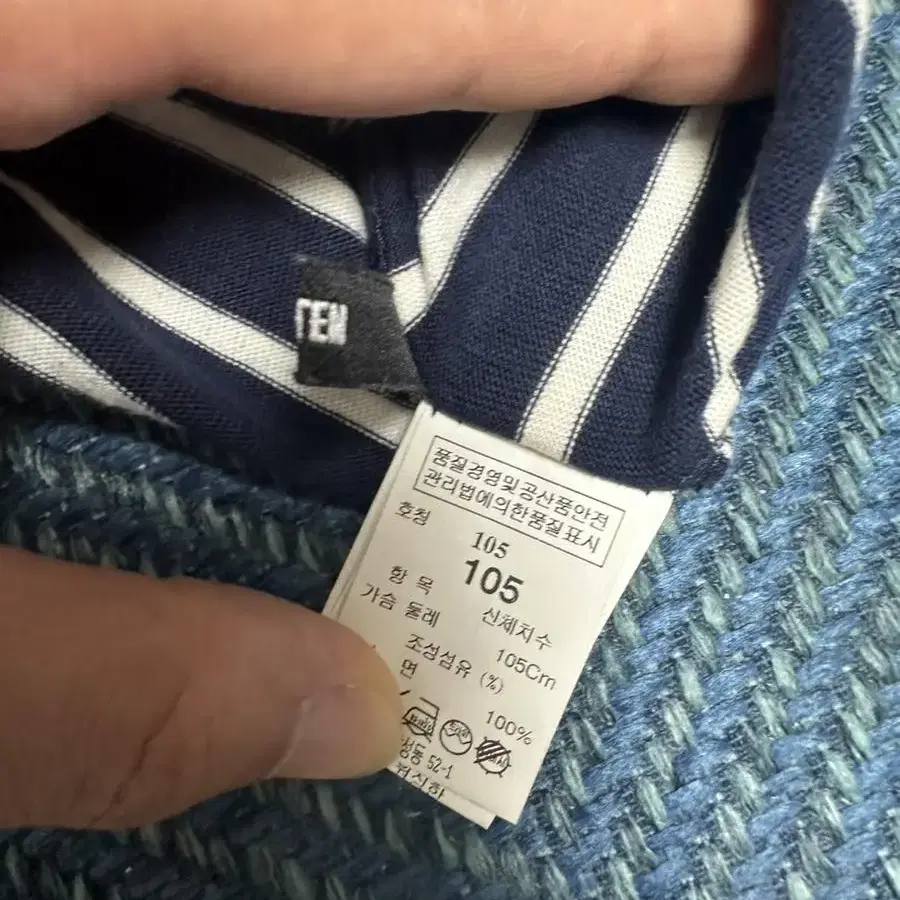 TEN
품질경영및공산품안전
관리법에의한품질표시
호칭
105
105
항 목 신체치수
가슴 둘레 105Cm
조성섬유 (%)
면 100%
성동 52-1